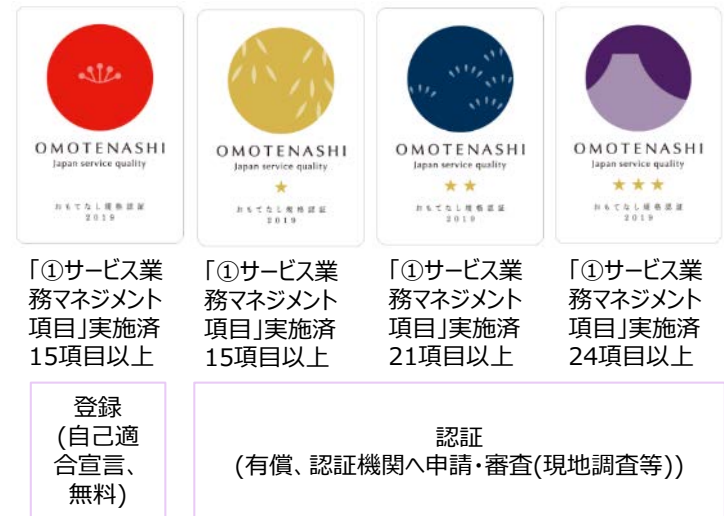 OMOTENASHI
Japan service quality
おもてなし規格認証
2019
OMOTENASHI
Japan service quality
★
おもてなし規格認証
2019
OMOTENASHI
Japan service quality
★★
おもてなし規格認証
2019
OMOTENASHI
Japan service quality
★★★
おもてなし規格認証
2019
「①サービス業
務マネジメント
項目」実施済
15項目以上
「①サービス業
務マネジメント
項目」実施済
15項目以上
「①サービス業
務マネジメント
項目」実施済
21項目以上
「①サービス業
務マネジメント
項目」実施済
24項目以上
登録
(自己適
合宣言、
無料)
認証
(有償、認証機関へ申請・審査(現地調査等))